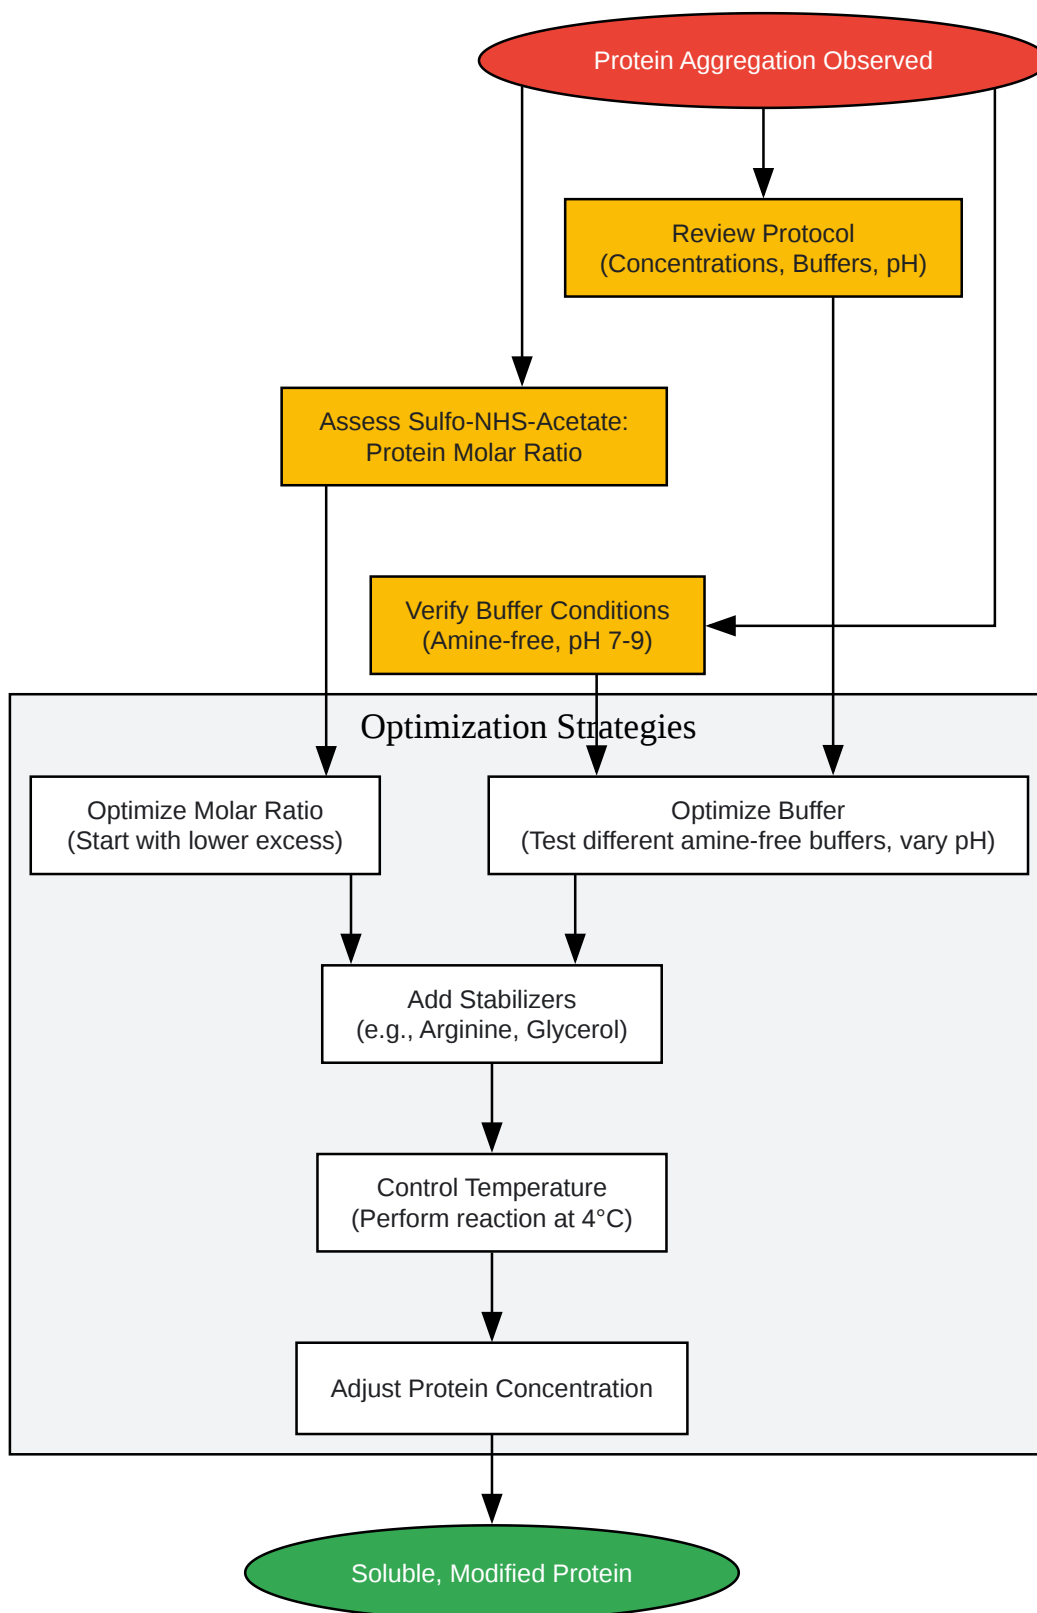 Protein Aggregation Observed
Review Protocol
(Concentrations, Buffers, pH)
Assess Sulfo-NHS-Acetate:
Protein Molar Ratio
Verify Buffer Conditions
(Amine-free, pH 7-9)
Optimization Strategies
Optimize Molar Ratio
(Start with lower excess)
Optimize Buffer
(Test different amine-free buffers, vary pH)
Add Stabilizers
(e.g., Arginine, Glycerol)
Control Temperature
(Perform reaction at 4°C)
Adjust Protein Concentration
Soluble, Modified Protein